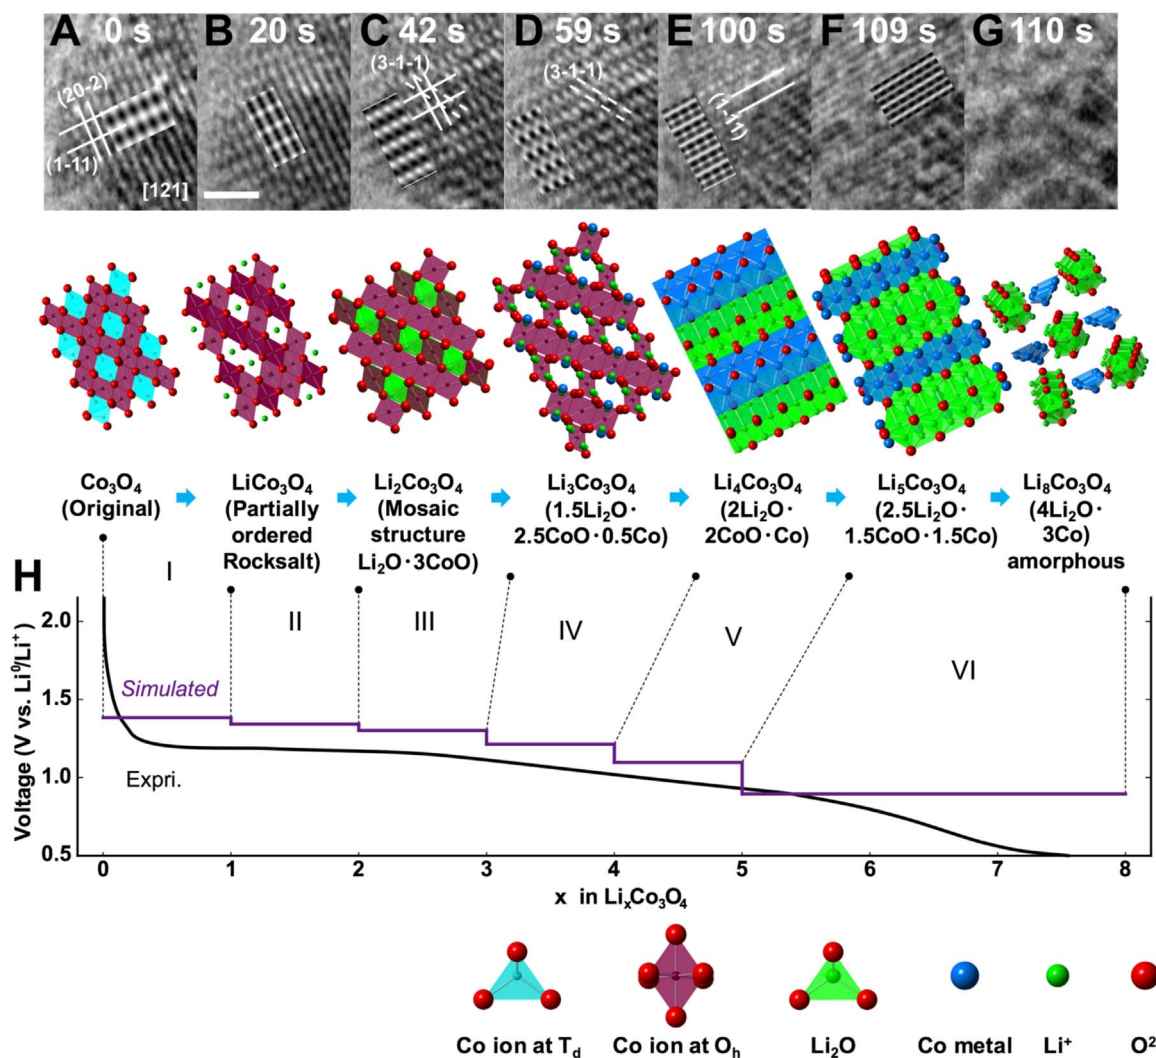 A 0 s
B 20 s
C 42 s
D 59 s
E 100 s
F 109 s
G 110 s
(20-2)
(1-11)
[121]
(3-1-1)
(3-1-1)
(1-11)
Co₃O₄
(Original)
LiCo₃O₄
(Partially
ordered
Rocksalt)
Li₂Co₃O₄
(Mosaic
structure
Li₂O·3CoO)
Li₃Co₃O₄
(1.5Li₂O·
2.5CoO·0.5Co)
Li₄Co₃O₄
(2Li₂O·
2CoO·Co)
Li₅Co₃O₄
(2.5Li₂O·
1.5CoO·1.5Co)
Li₈Co₃O₄
(4Li₂O·
3Co)
amorphous
H
I
II
III
IV
V
VI
Voltage (V vs. Li⁰/Li⁺)
2.0
1.5
1.0
0.5
Simulated
Expri.
0 1 2 3 4 5 6 7 8
x in LiₓCo₃O₄
Co ion at T_d
Co ion at O_h
Li₂O
Co metal
Li⁺
O²